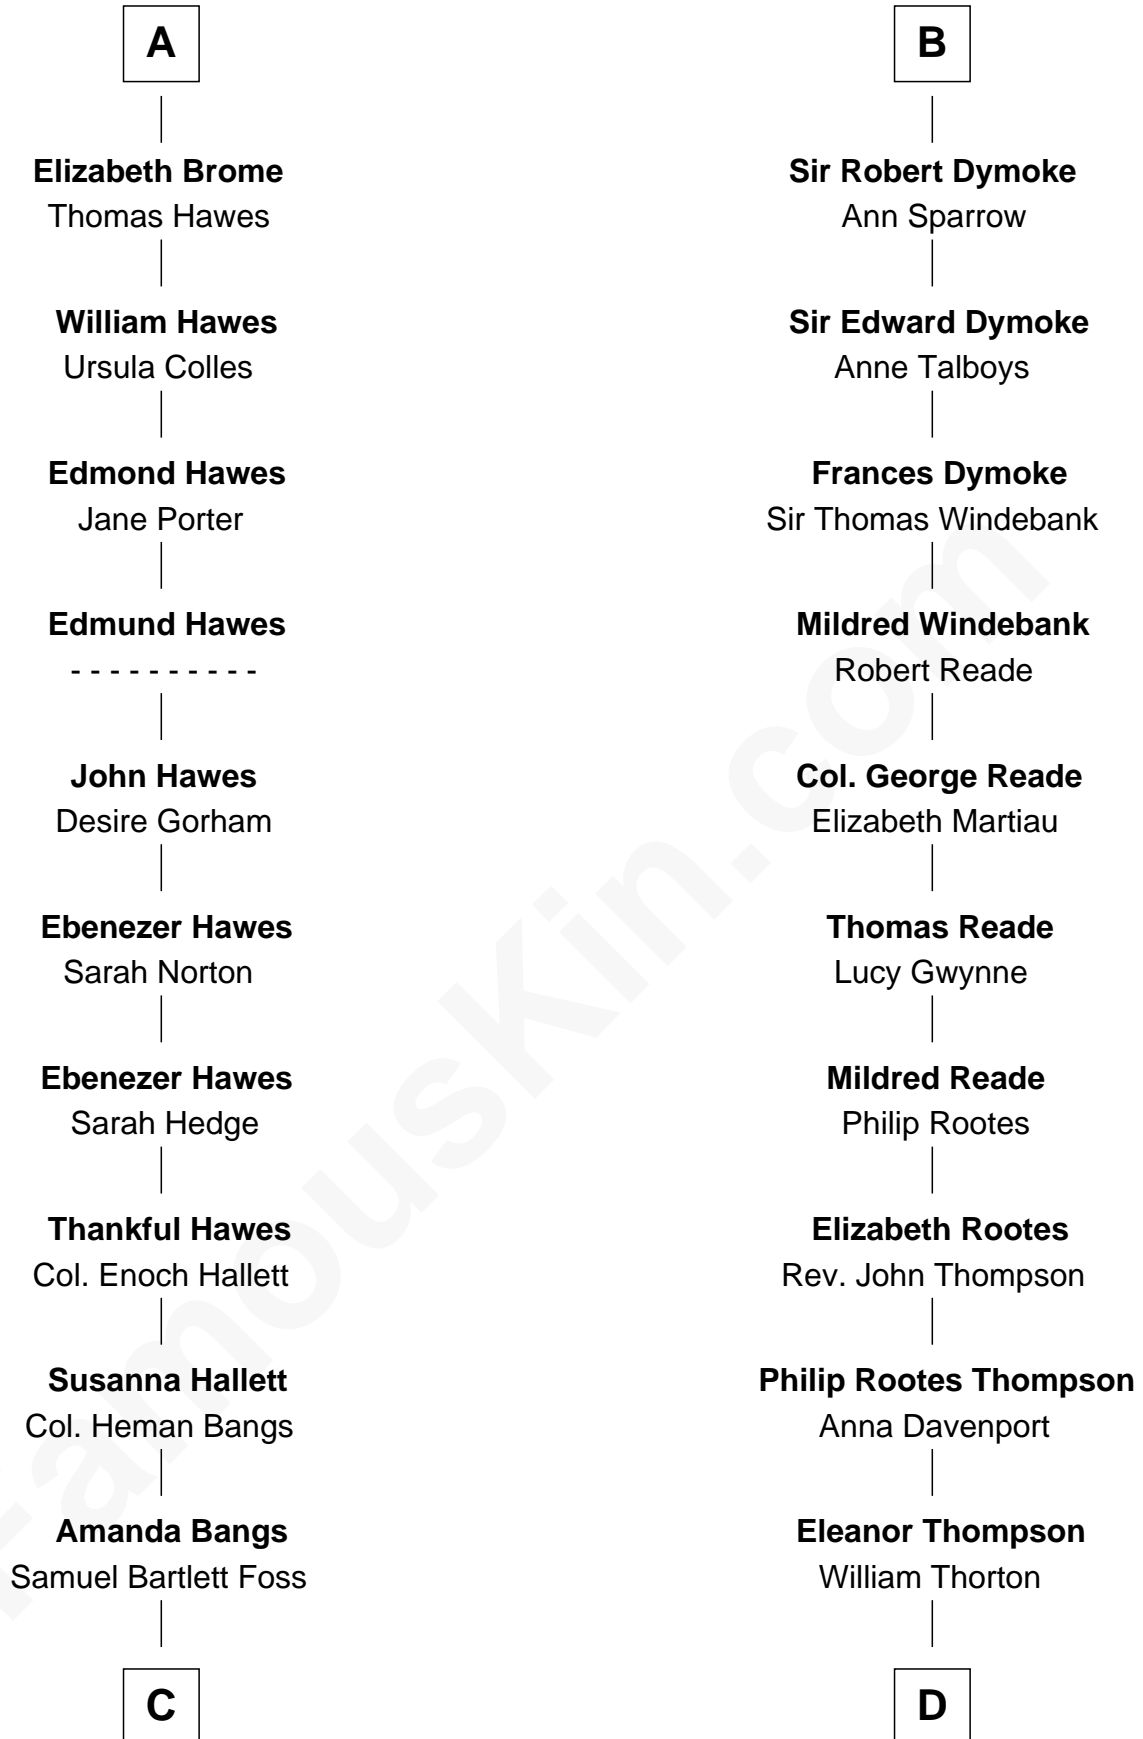 A
Elizabeth Brome
Thomas Hawes
William Hawes
Ursula Colles
Edmond Hawes
Jane Porter
Edmund Hawes
- - - - - - - - - -
John Hawes
Desire Gorham
Ebenezer Hawes
Sarah Norton
Ebenezer Hawes
Sarah Hedge
Thankful Hawes
Col. Enoch Hallett
Susanna Hallett
Col. Heman Bangs
Amanda Bangs
Samuel Bartlett Foss
C
B
Sir Robert Dymoke
Ann Sparrow
Sir Edward Dymoke
Anne Talboys
Frances Dymoke
Sir Thomas Windebank
Mildred Windebank
Robert Reade
Col. George Reade
Elizabeth Martiau
Thomas Reade
Lucy Gwynne
Mildred Reade
Philip Rootes
Elizabeth Rootes
Rev. John Thompson
Philip Rootes Thompson
Anna Davenport
Eleanor Thompson
William Thorton
D
FamousKin.com